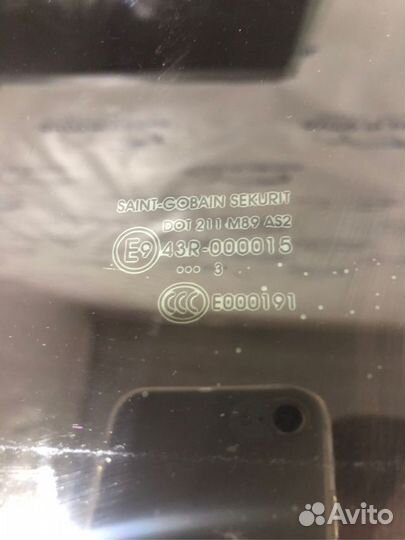 SAINT-GOBAIN SEKURIT
DOT 211 M89 AS2
E9 43R-000015
... 3
CCC E000191
Avito